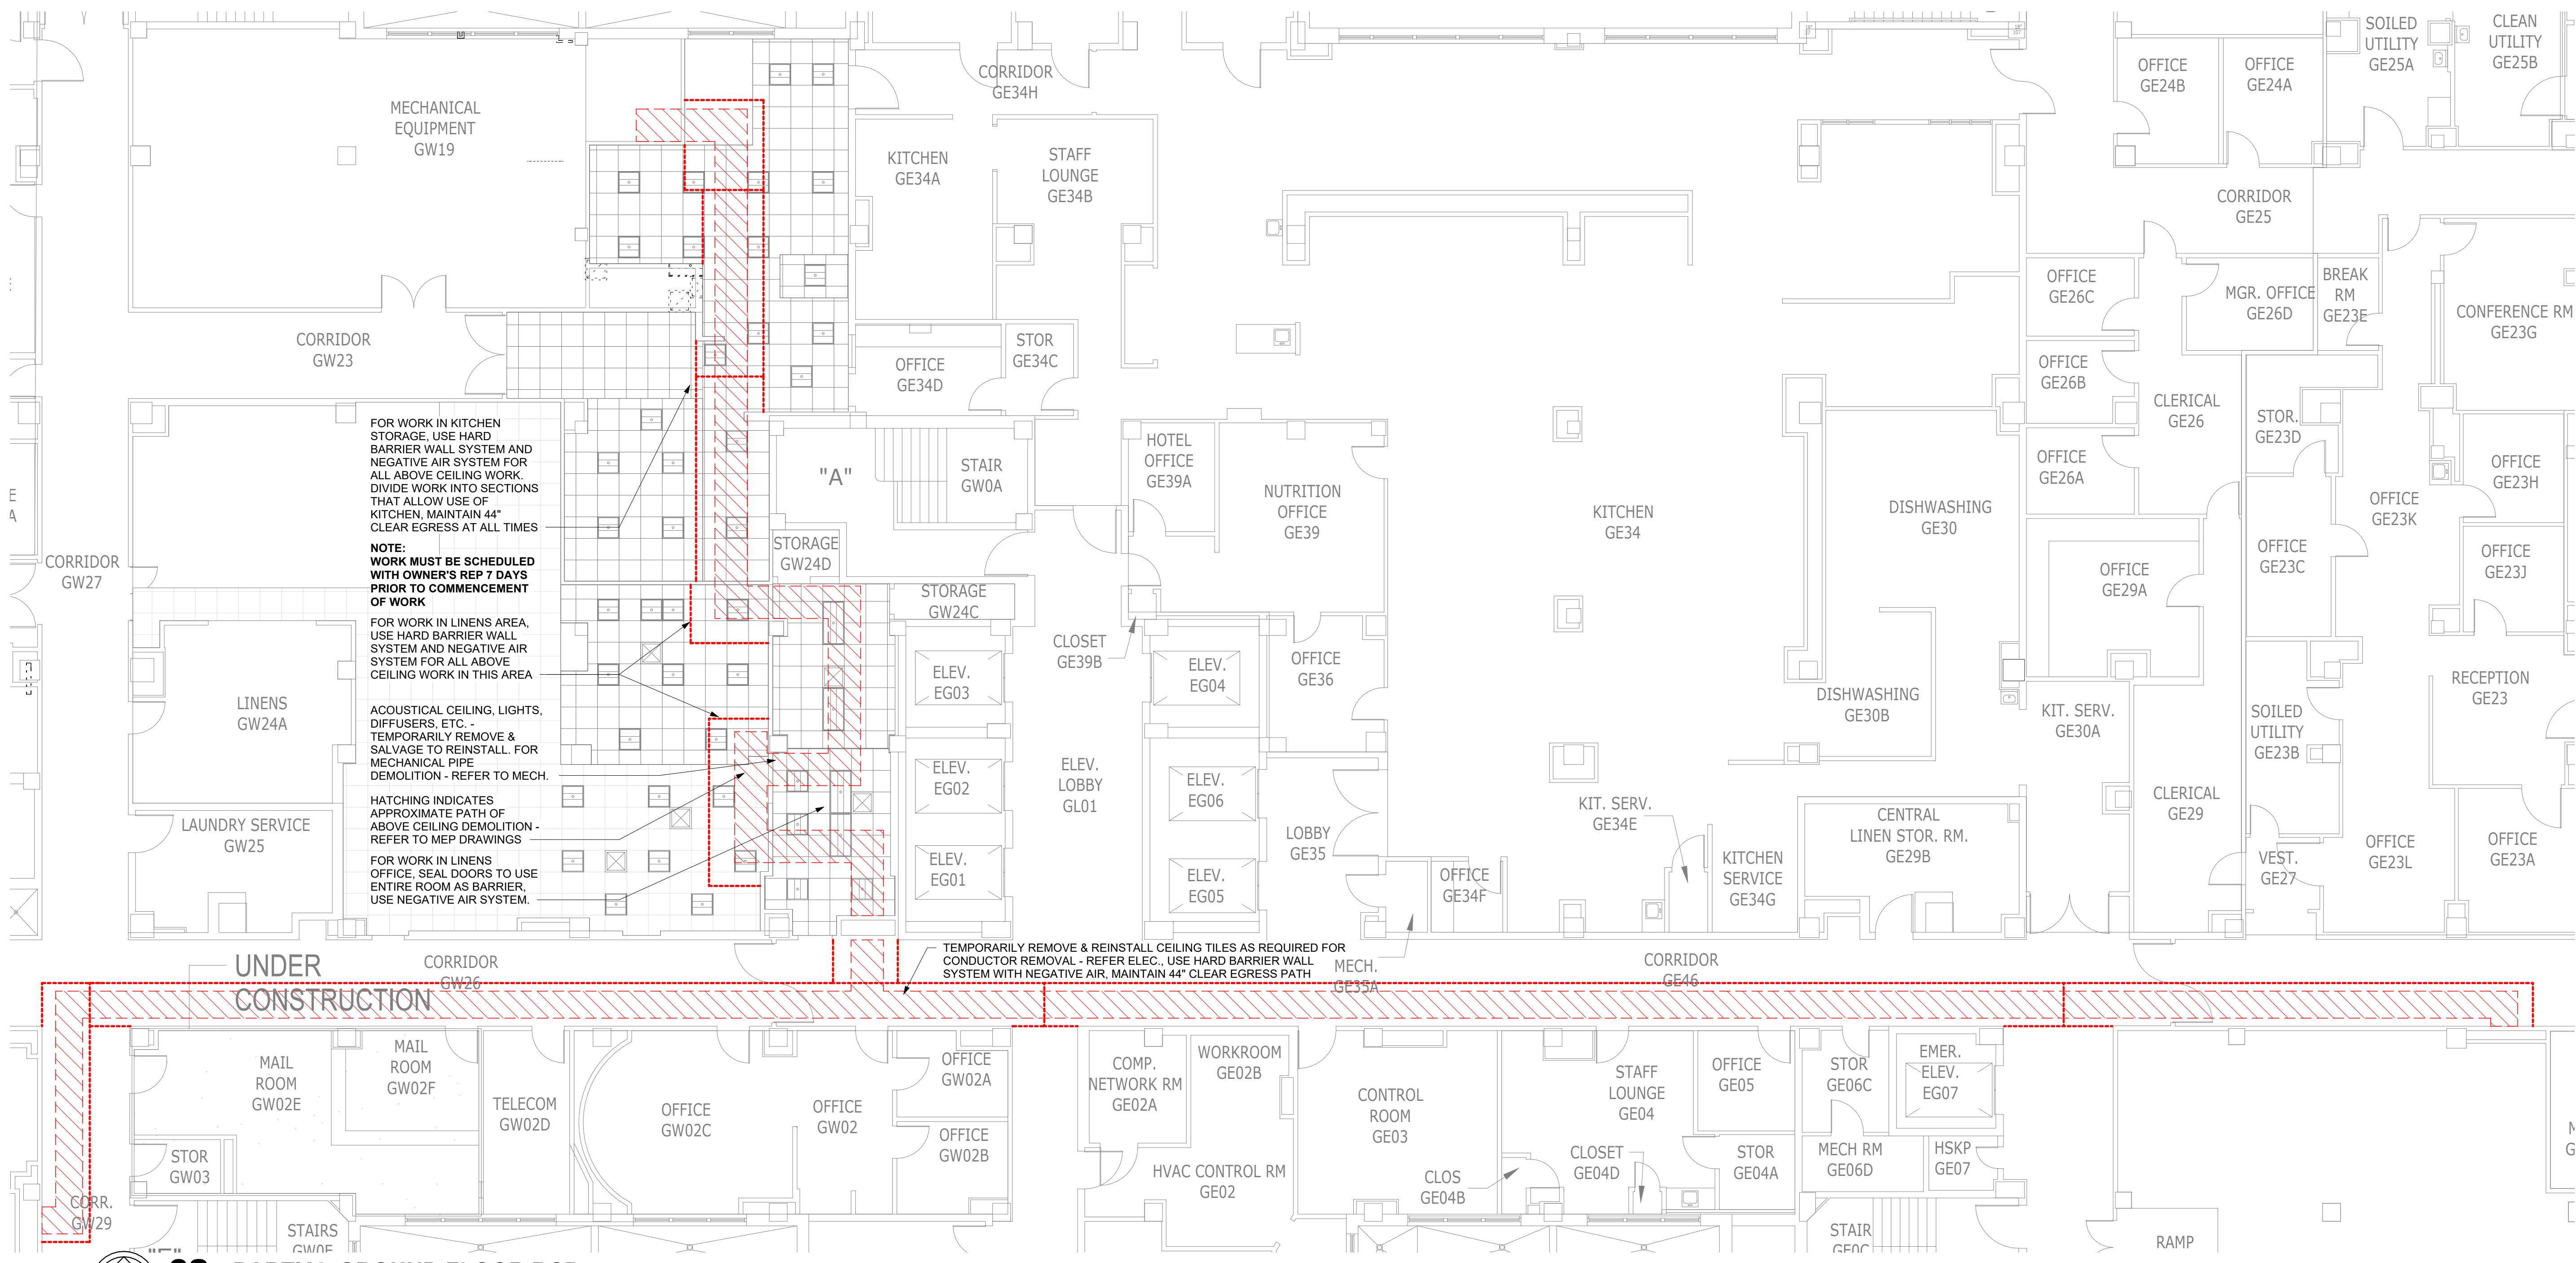 MECHANICAL
EQUIPMENT
GW19
CORRIDOR
GE34H
KITCHEN
GE34A
STAFF
LOUNGE
GE34B
OFFICE
GE24B
OFFICE
GE24A
SOILED
UTILITY
GE25A
CLEAN
UTILITY
GE25B
CORRIDOR
GE25
CORRIDOR
GW23
OFFICE
GE34D
STOR
GE34C
OFFICE
GE26C
MGR. OFFICE
GE26D
BREAK
RM
GE23E
CONFERENCE RM
GE23G
OFFICE
GE26B
CLERICAL
GE26
STOR.
GE23D
OFFICE
GE26A
OFFICE
GE23K
OFFICE
GE23H
FOR WORK IN KITCHEN
STORAGE, USE HARD
BARRIER WALL SYSTEM AND
NEGATIVE AIR SYSTEM FOR
ALL ABOVE CEILING WORK.
DIVIDE WORK INTO SECTIONS
THAT ALLOW USE OF
KITCHEN, MAINTAIN 44"
CLEAR EGRESS AT ALL TIMES
NOTE:
WORK MUST BE SCHEDULED
WITH OWNER'S REP 7 DAYS
PRIOR TO COMMENCEMENT
OF WORK
FOR WORK IN LINENS AREA,
USE HARD BARRIER WALL
SYSTEM AND NEGATIVE AIR
SYSTEM FOR ALL ABOVE
CEILING WORK IN THIS AREA
ACOUSTICAL CEILING, LIGHTS,
DIFFUSERS, ETC. -
TEMPORARILY REMOVE &
SALVAGE TO REINSTALL. FOR
MECHANICAL PIPE
DEMOLITION - REFER TO MECH.
HATCHING INDICATES
APPROXIMATE PATH OF
ABOVE CEILING DEMOLITION -
REFER TO MEP DRAWINGS
FOR WORK IN LINENS
OFFICE, SEAL DOORS TO USE
ENTIRE ROOM AS BARRIER,
USE NEGATIVE AIR SYSTEM.
"A"
STAIR
GW0A
HOTEL
OFFICE
GE39A
NUTRITION
OFFICE
GE39
KITCHEN
GE34
DISHWASHING
GE30
CORRIDOR
GW27
STORAGE
GW24D
STORAGE
GW24C
OFFICE
GE29A
OFFICE
GE23C
OFFICE
GE23J
CLOSET
GE39B
ELEV.
EG03
ELEV.
EG04
OFFICE
GE36
LINENS
GW24A
DISHWASHING
GE30B
KIT. SERV.
GE30A
SOILED
UTILITY
GE23B
RECEPTION
GE23
ELEV.
EG02
ELEV.
LOBBY
GL01
ELEV.
EG06
KIT. SERV.
GE34E
CENTRAL
LINEN STOR. RM.
GE29B
CLERICAL
GE29
LAUNDRY SERVICE
GW25
LOBBY
GE35
ELEV.
EG01
ELEV.
EG05
OFFICE
GE34F
KITCHEN
SERVICE
GE34G
VEST.
GE27
OFFICE
GE23L
OFFICE
GE23A
UNDER
CONSTRUCTION
CORRIDOR
GW26
TEMPORARILY REMOVE & REINSTALL CEILING TILES AS REQUIRED FOR
CONDUCTOR REMOVAL - REFER ELEC., USE HARD BARRIER WALL
SYSTEM WITH NEGATIVE AIR, MAINTAIN 44" CLEAR EGRESS PATH
MECH.
GE35A
CORRIDOR
GE46
MAIL
ROOM
GW02E
MAIL
ROOM
GW02F
TELECOM
GW02D
OFFICE
GW02C
OFFICE
GW02
OFFICE
GW02A
OFFICE
GW02B
COMP.
NETWORK RM
GE02A
WORKROOM
GE02B
CONTROL
ROOM
GE03
STAFF
LOUNGE
GE04
OFFICE
GE05
STOR
GE06C
EMER.
ELEV.
EG07
STOR
GW03
HVAC CONTROL RM
GE02
CLOS
GE04B
CLOSET
GE04D
STOR
GE04A
MECH RM
GE06D
HSKP
GE07
CORR.
GW29
STAIRS
STAIR
RAMP